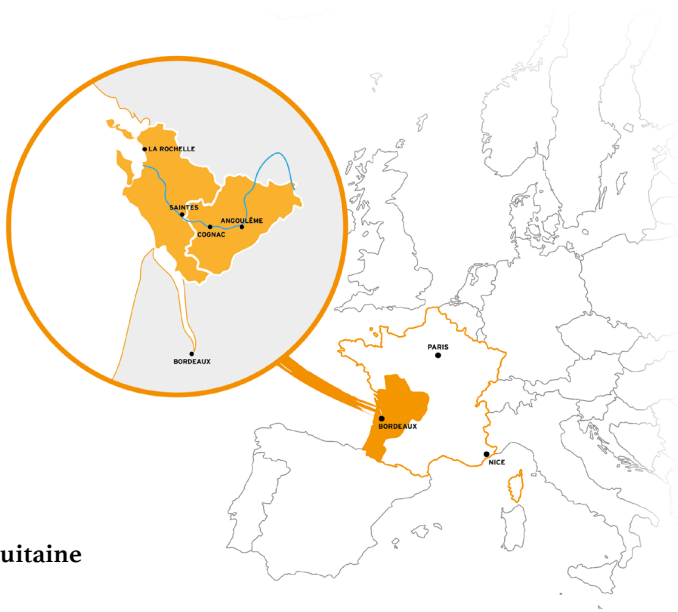 LA ROCHELLE
SAINTES
ANGOULÊME
COGNAC
BORDEAUX
PARIS
BORDEAUX
NICE
uitaine